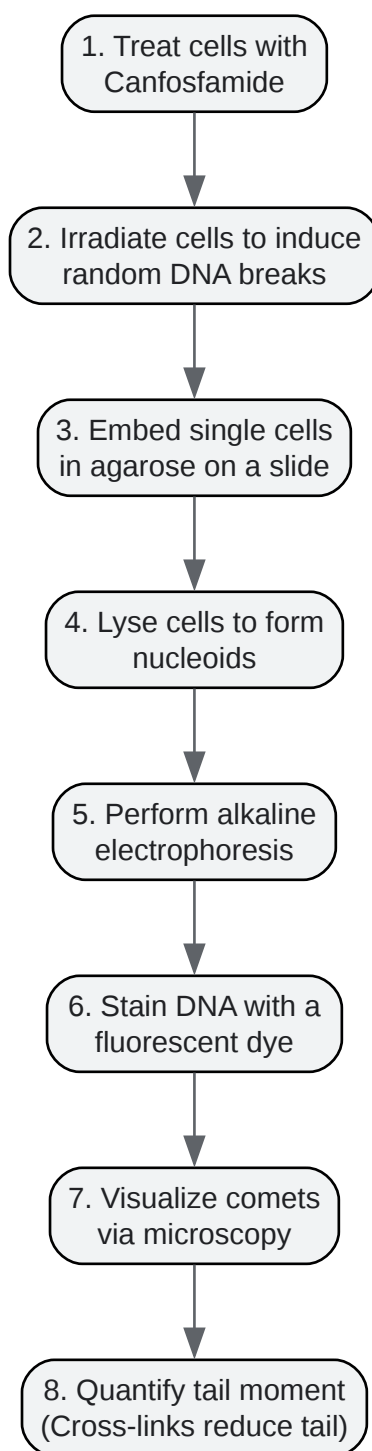 1. Treat cells with
Canfosfamide
2. Irradiate cells to induce
random DNA breaks
3. Embed single cells
in agarose on a slide
4. Lyse cells to form
nucleoids
5. Perform alkaline
electrophoresis
6. Stain DNA with a
fluorescent dye
7. Visualize comets
via microscopy
8. Quantify tail moment
(Cross-links reduce tail)